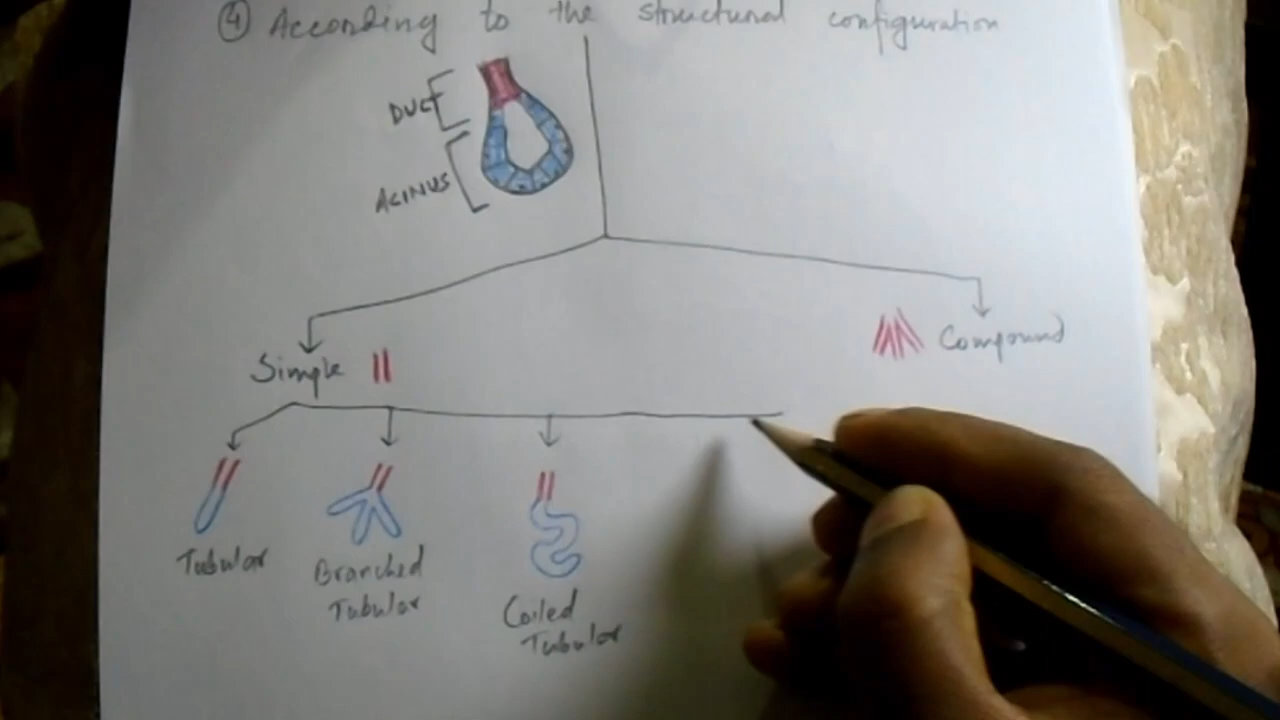 ④ According to the structural configuration
DUCT
ACINUS
Simple
Compound
Tubular
Branched
Tubular
Coiled
Tubular